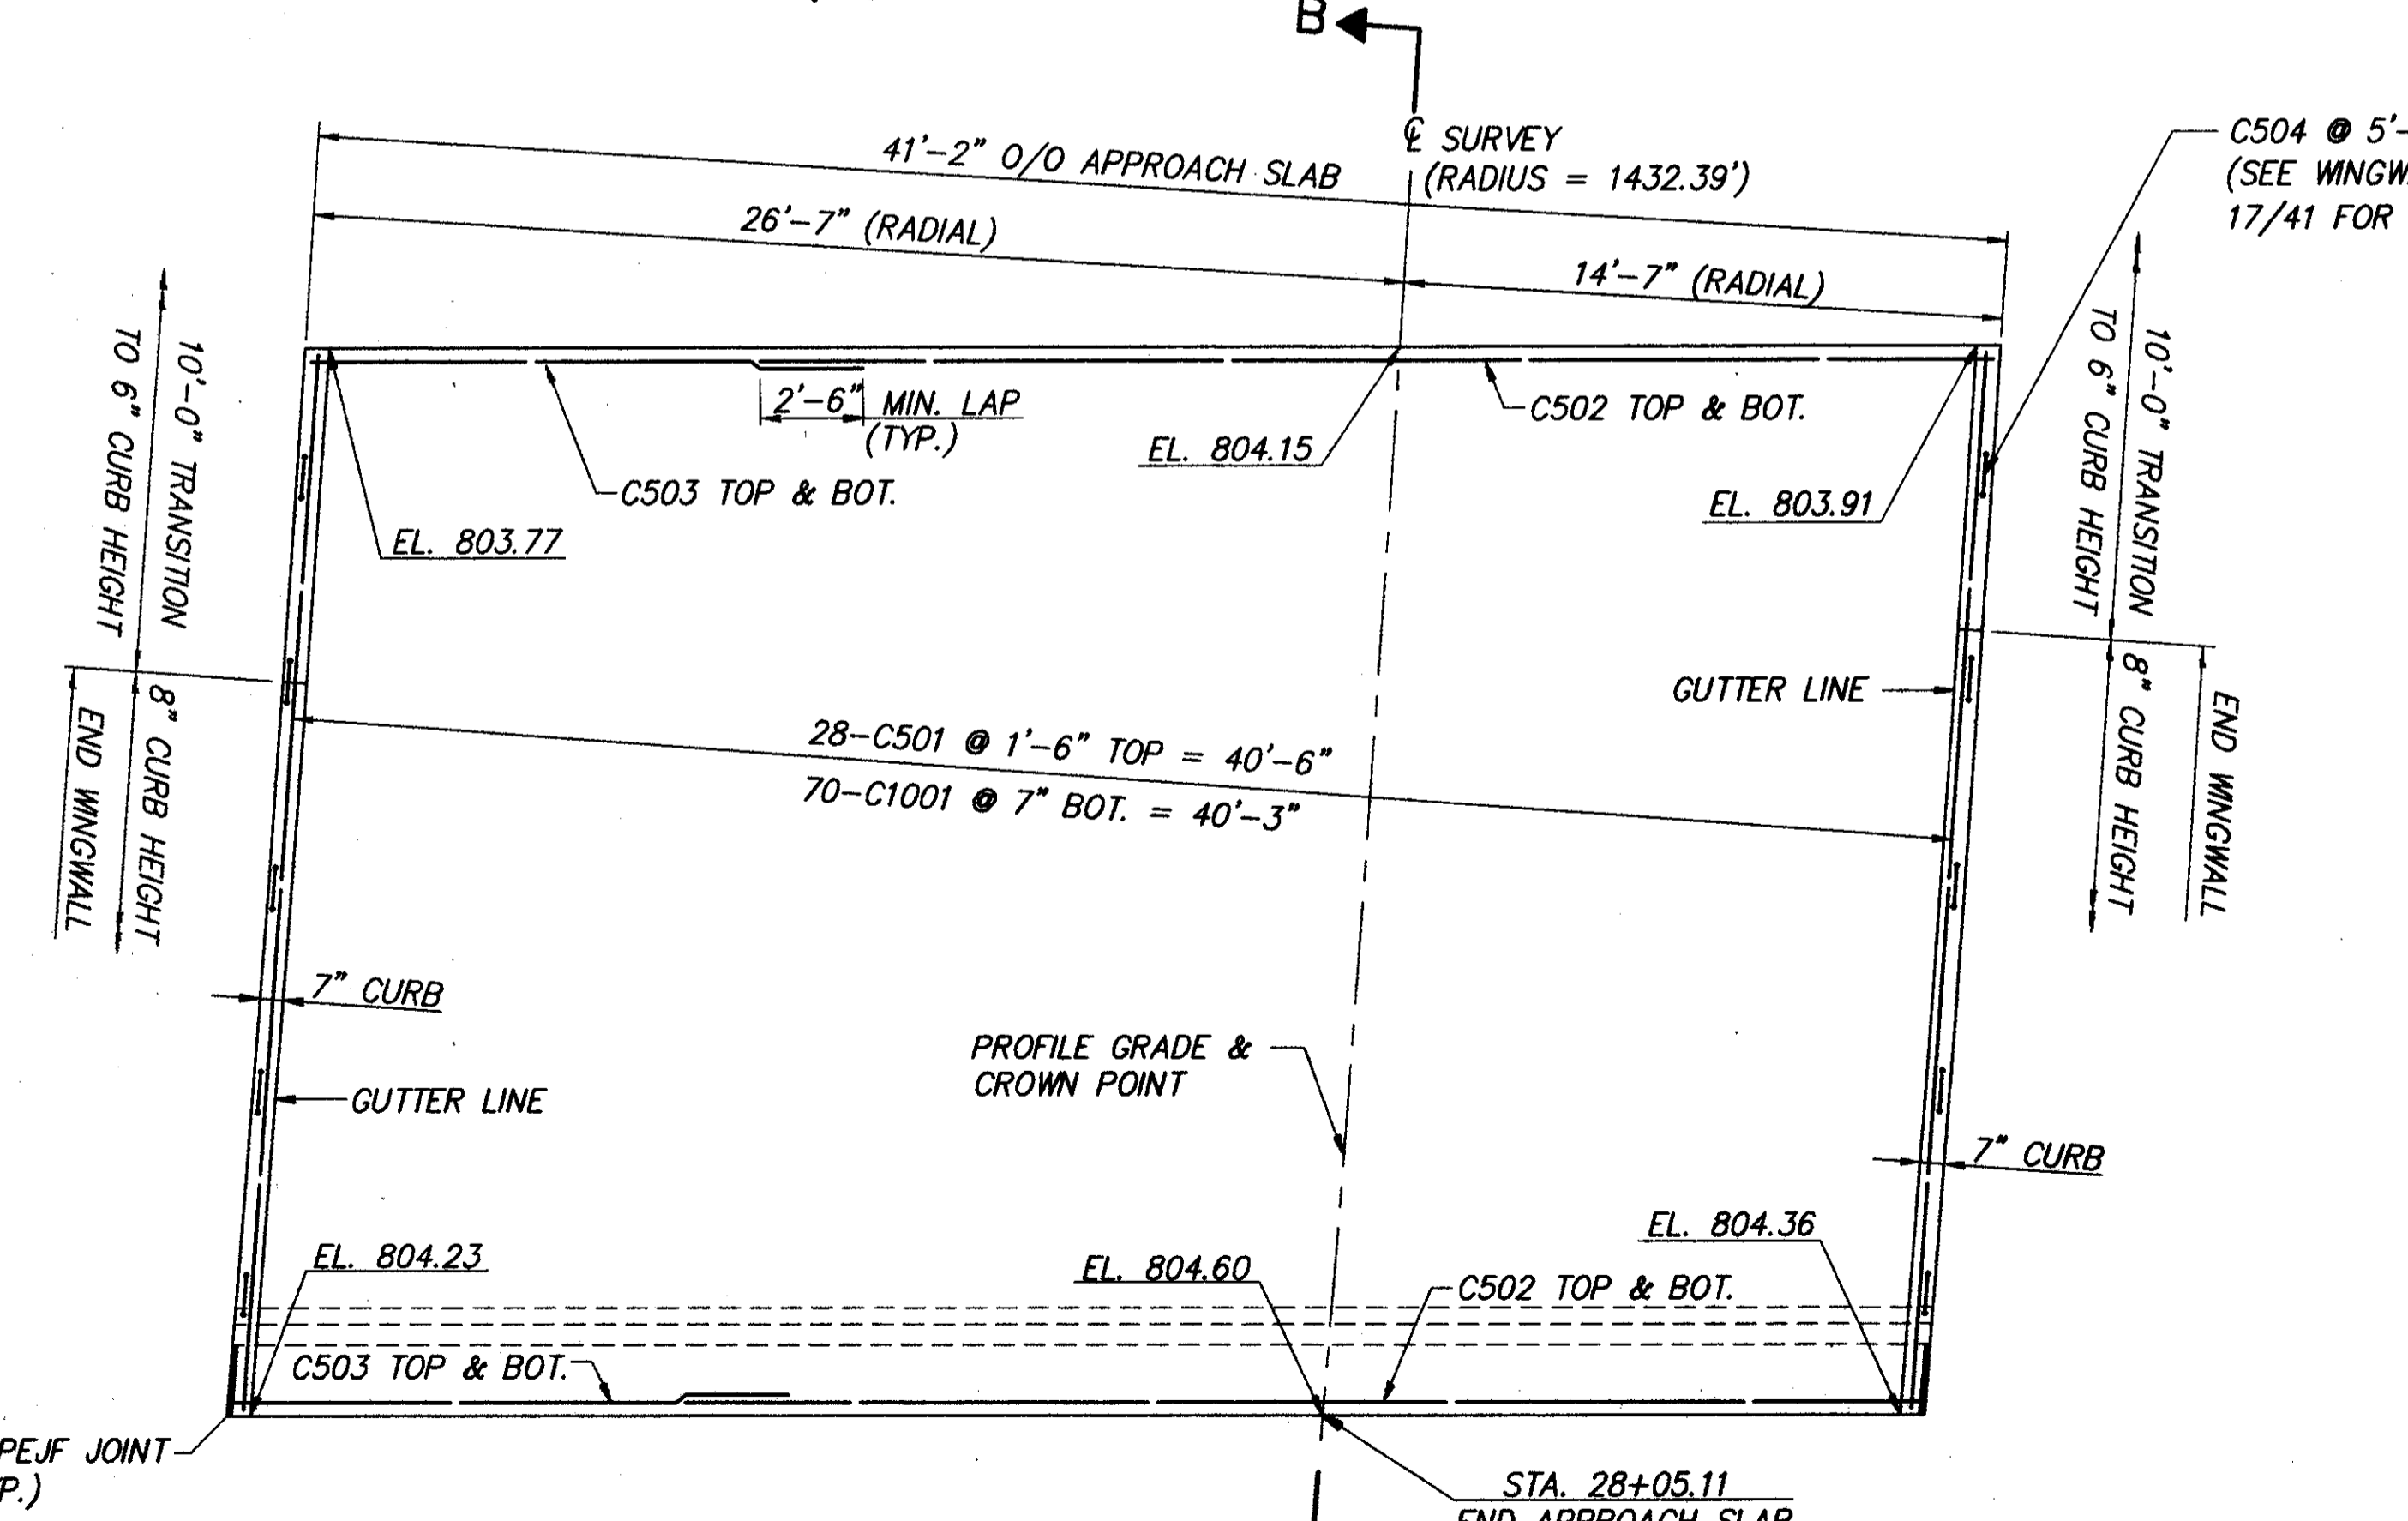 B
℄ SURVEY
(RADIUS = 1432.39')
41'-2" O/O APPROACH SLAB
26'-7" (RADIAL)
14'-7" (RADIAL)
C504 @ 5'-
(SEE WINGW
17/41 FOR
10'-0" TRANSITION
TO 6" CURB HEIGHT
8" CURB HEIGHT
END WINGWALL
2'-6" MIN. LAP
(TYP.)
C503 TOP & BOT.
EL. 803.77
EL. 804.15
C502 TOP & BOT.
EL. 803.91
10'-0" TRANSITION
TO 6" CURB HEIGHT
8" CURB HEIGHT
END WINGWALL
GUTTER LINE
28-C501 @ 1'-6" TOP = 40'-6"
70-C1001 @ 7" BOT. = 40'-3"
7" CURB
GUTTER LINE
PROFILE GRADE &
CROWN POINT
7" CURB
EL. 804.23
EL. 804.60
EL. 804.36
C502 TOP & BOT.
C503 TOP & BOT.
PEJF JOINT
P.)
STA. 28+05.11
END APPROACH SLAB